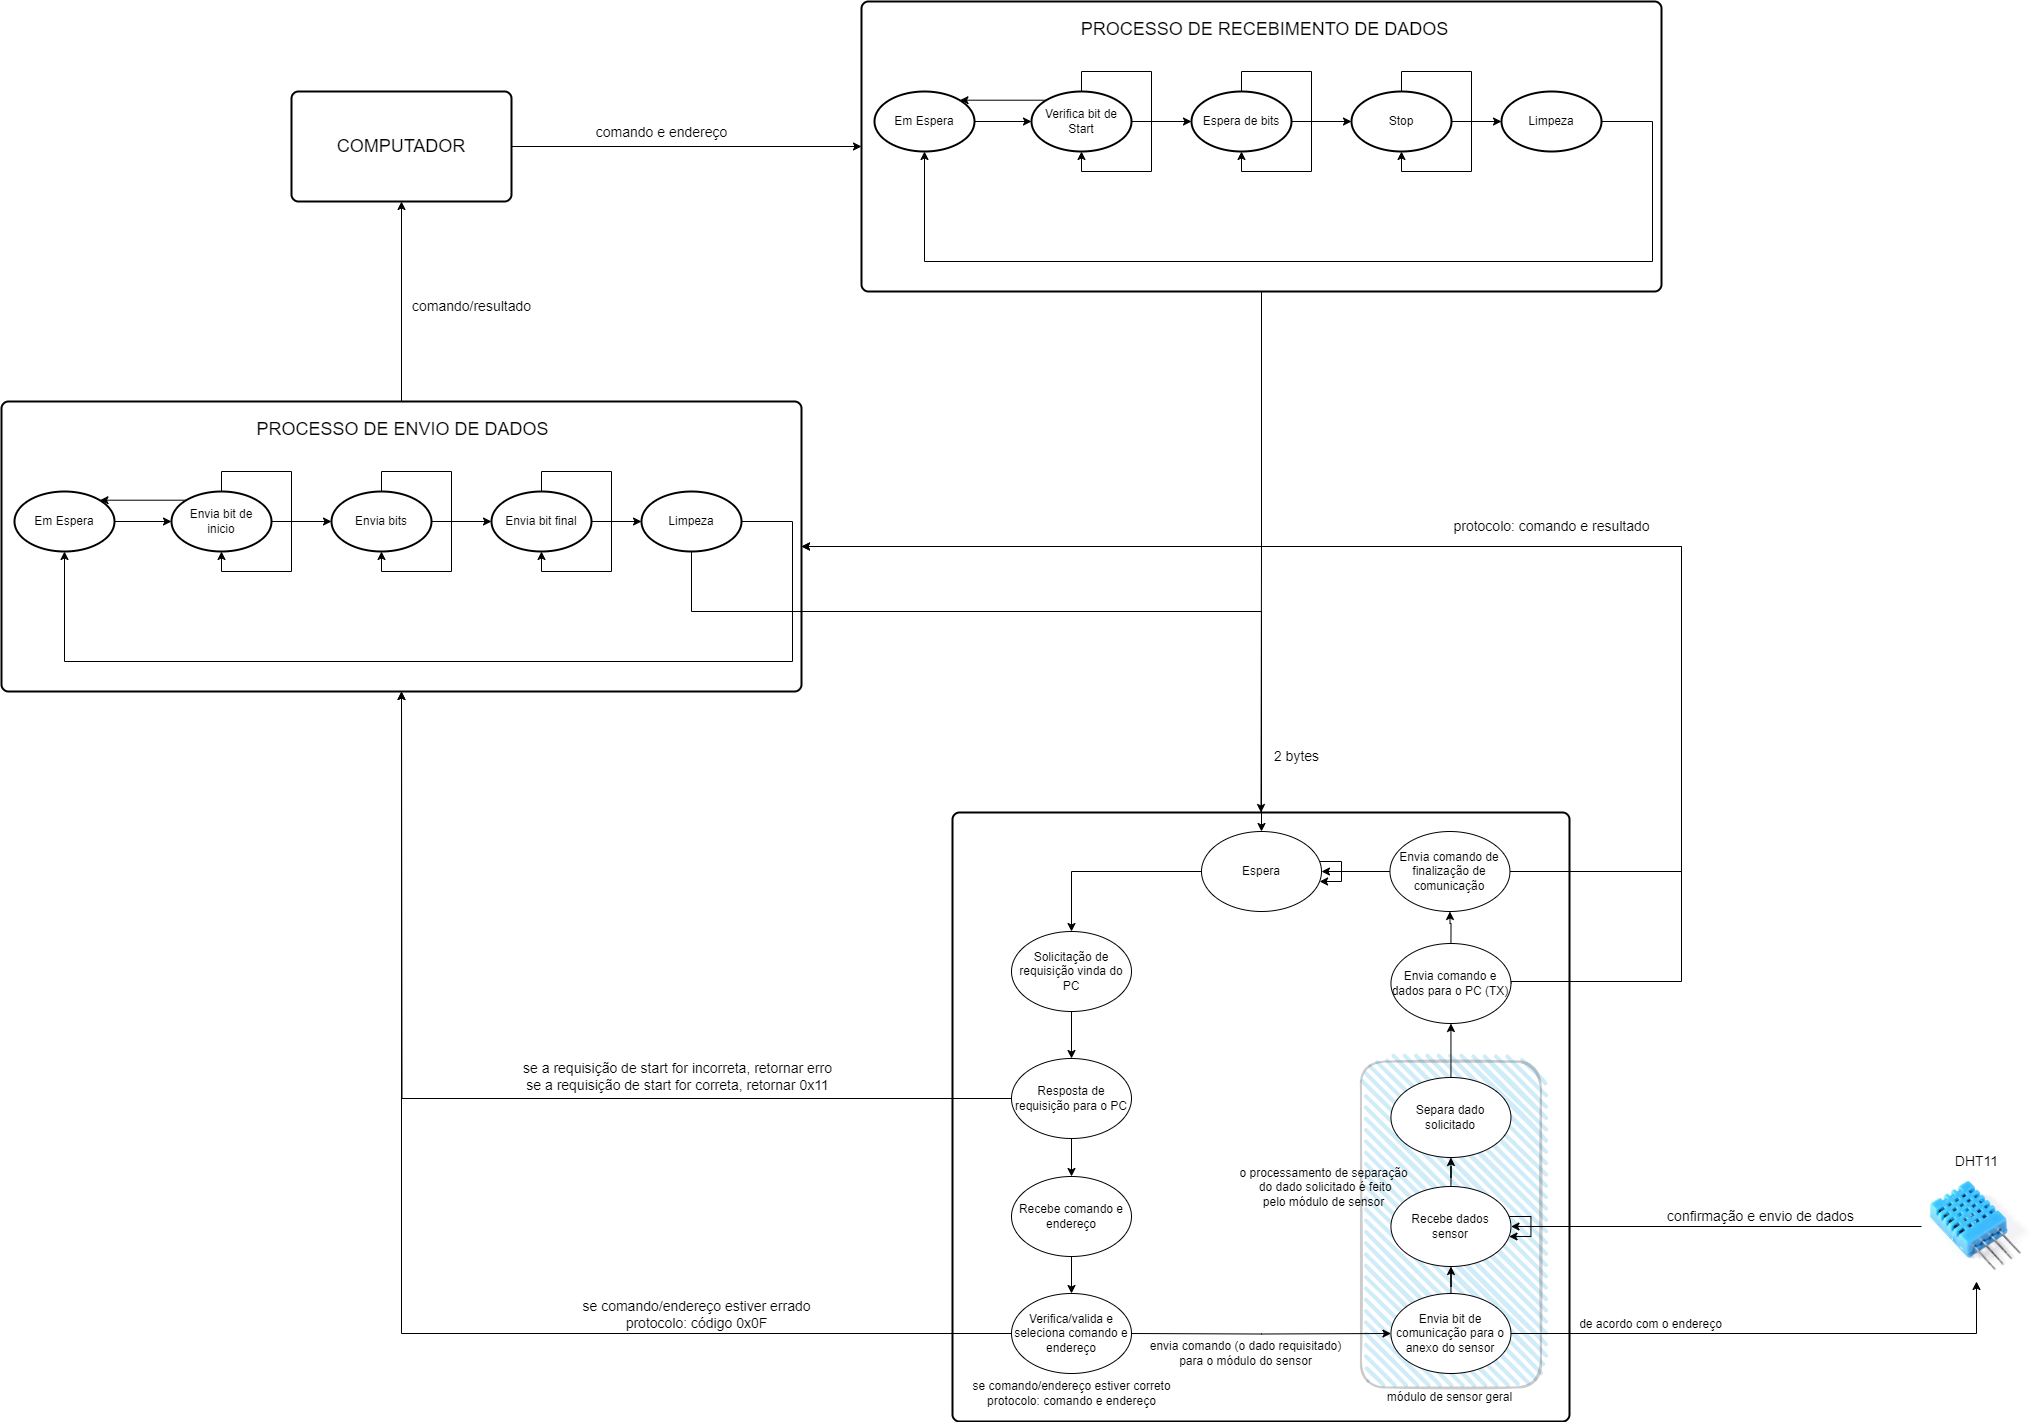 PROCESSO DE RECEBIMENTO DE DADOS
Em Espera
Verifica bit de
Start
Espera de bits
Stop
Limpeza
COMPUTADOR
comando e endereço
comando/resultado
PROCESSO DE ENVIO DE DADOS
Em Espera
Envia bit de
inicio
Envia bits
Envia bit final
Limpeza
protocolo: comando e resultado
2 bytes
Espera
Envia comando de
finalização de
comunicação
Solicitação de
requisição vinda do
PC
Envia comando e
dados para o PC (TX)
se a requisição de start for incorreta, retornar erro
se a requisição de start for correta, retornar 0x11
Resposta de
requisição para o PC
Separa dado
solicitado
o processamento de separação
do dado solicitado é feito
pelo módulo de sensor
Recebe comando e
endereço
Recebe dados
sensor
confirmação e envio de dados
DHT11
se comando/endereço estiver errado
protocolo: código 0x0F
Verifica/valida e
seleciona comando e
endereço
envia comando (o dado requisitado)
para o módulo do sensor
Envia bit de
comunicação para o
anexo do sensor
de acordo com o endereço
se comando/endereço estiver correto
protocolo: comando e endereço
módulo de sensor geral